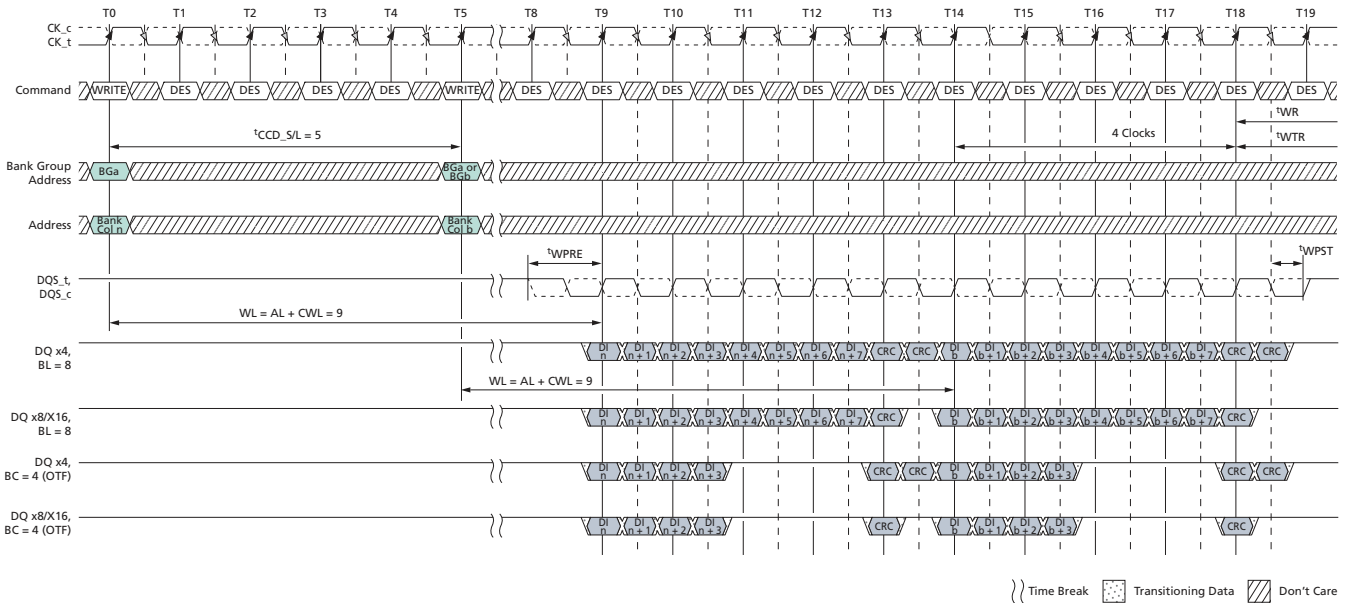 T0 T1 T2 T3 T4 T5 T8 T9 T10 T11 T12 T13 T14 T15 T16 T17 T18 T19
CK_c
CK_t
Command WRITE DES DES DES DES WRITE DES DES DES DES DES DES DES DES DES DES DES DES
tWR
tCCD_S/L = 5
4 Clocks
tWTR
Bank Group
Address
BGa
BGa or
BGb
Address
Bank
Col n
Bank
Col b
tWPRE
tWPST
DQS_t,
DQS_c
WL = AL + CWL = 9
DQ x4,
BL = 8
DI n DI n + 1 DI n + 2 DI n + 3 DI n + 4 DI n + 5 DI n + 6 DI n + 7 CRC CRC DI b DI b + 1 DI b + 2 DI b + 3 DI b + 4 DI b + 5 DI b + 6 DI b + 7 CRC CRC
WL = AL + CWL = 9
DQ x8/X16,
BL = 8
DI n DI n + 1 DI n + 2 DI n + 3 DI n + 4 DI n + 5 DI n + 6 DI n + 7 CRC DI b DI b + 1 DI b + 2 DI b + 3 DI b + 4 DI b + 5 DI b + 6 DI b + 7 CRC
DQ x4,
BC = 4 (OTF)
DI n DI n + 1 DI n + 2 DI n + 3 CRC CRC DI b DI b + 1 DI b + 2 DI b + 3 CRC CRC
DQ x8/X16,
BC = 4 (OTF)
DI n DI n + 1 DI n + 2 DI n + 3 CRC DI b DI b + 1 DI b + 2 DI b + 3 CRC
Time Break Transitioning Data Don't Care